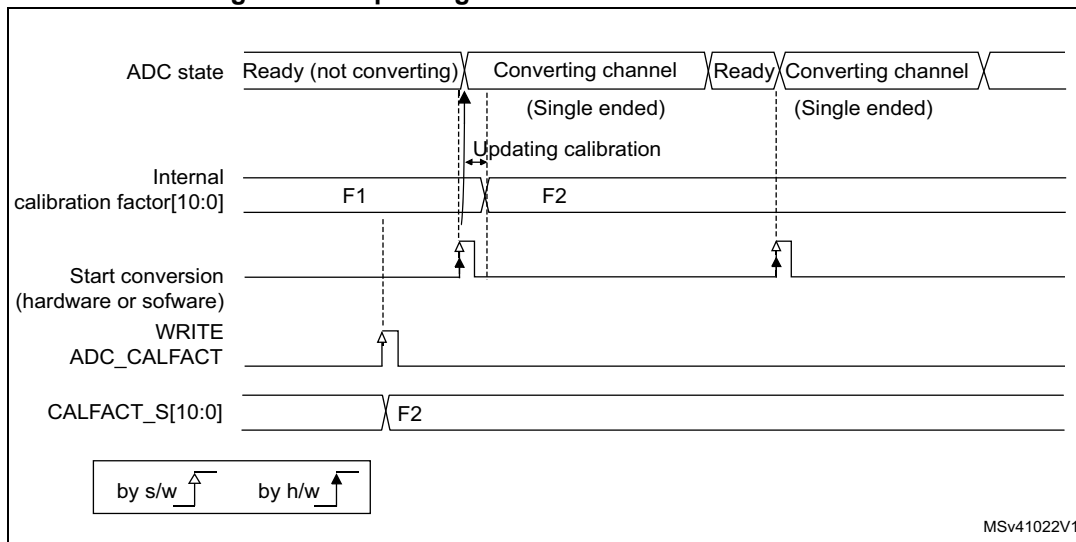 ADC state
Ready (not converting)
Converting channel
Ready
Converting channel
(Single ended)
(Single ended)
Updating calibration
Internal
calibration factor[10:0]
F1
F2
Start conversion
(hardware or sofware)
WRITE
ADC_CALFACT
CALFACT_S[10:0]
F2
by s/w
by h/w
MSv41022V1